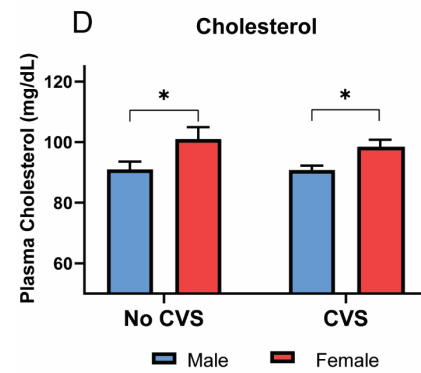 D
Cholesterol
Plasma Cholesterol (mg/dL)
120
100
80
60
*
*
No CVS
CVS
Male
Female